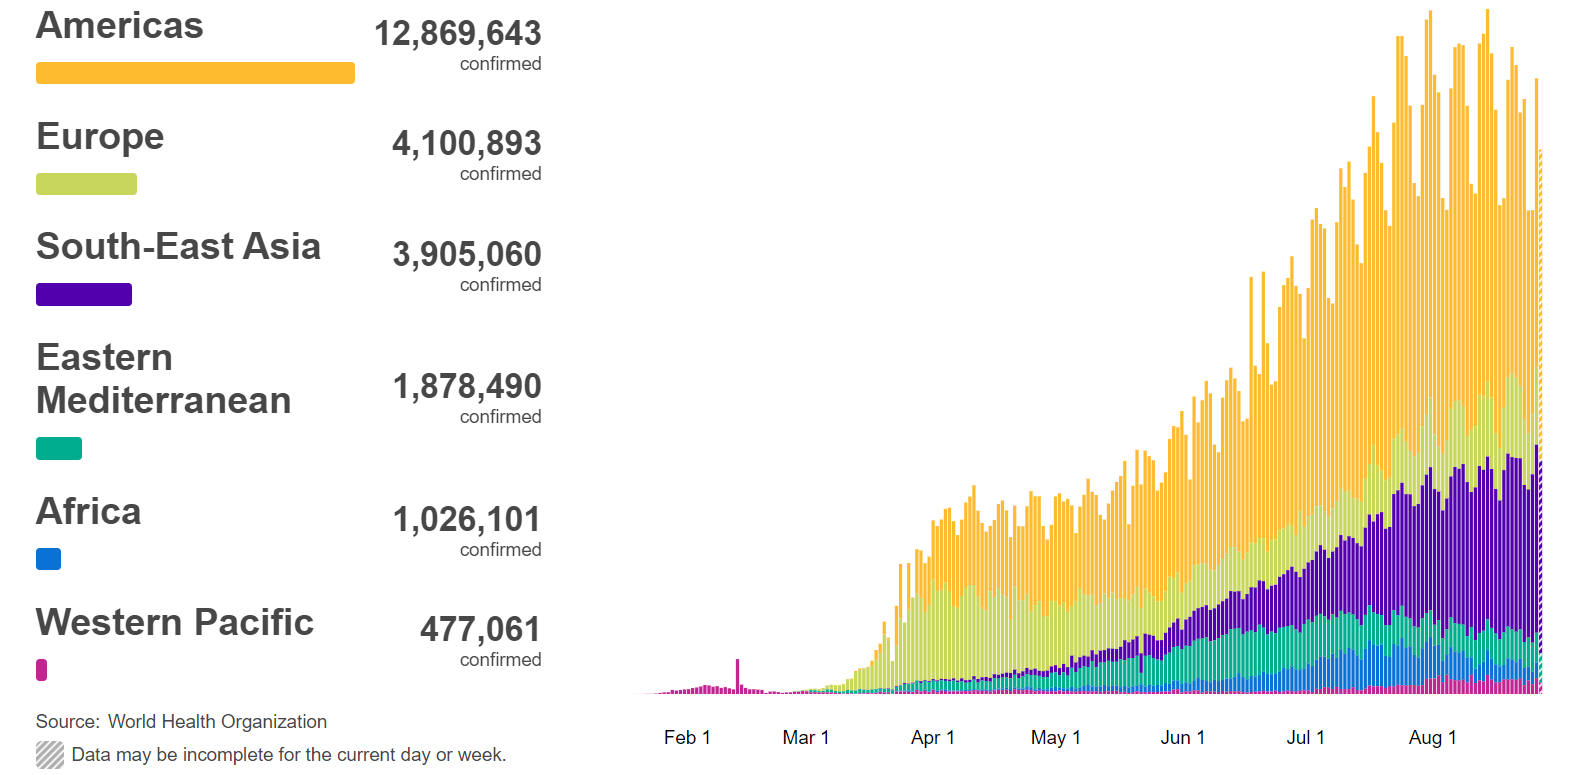 Americas
12,869,643
confirmed
Europe
4,100,893
confirmed
South-East Asia
3,905,060
confirmed
Eastern
Mediterranean
1,878,490
confirmed
Africa
1,026,101
confirmed
Western Pacific
477,061
confirmed
Source: World Health Organization
Data may be incomplete for the current day or week.
Feb 1 Mar 1 Apr 1 May 1 Jun 1 Jul 1 Aug 1